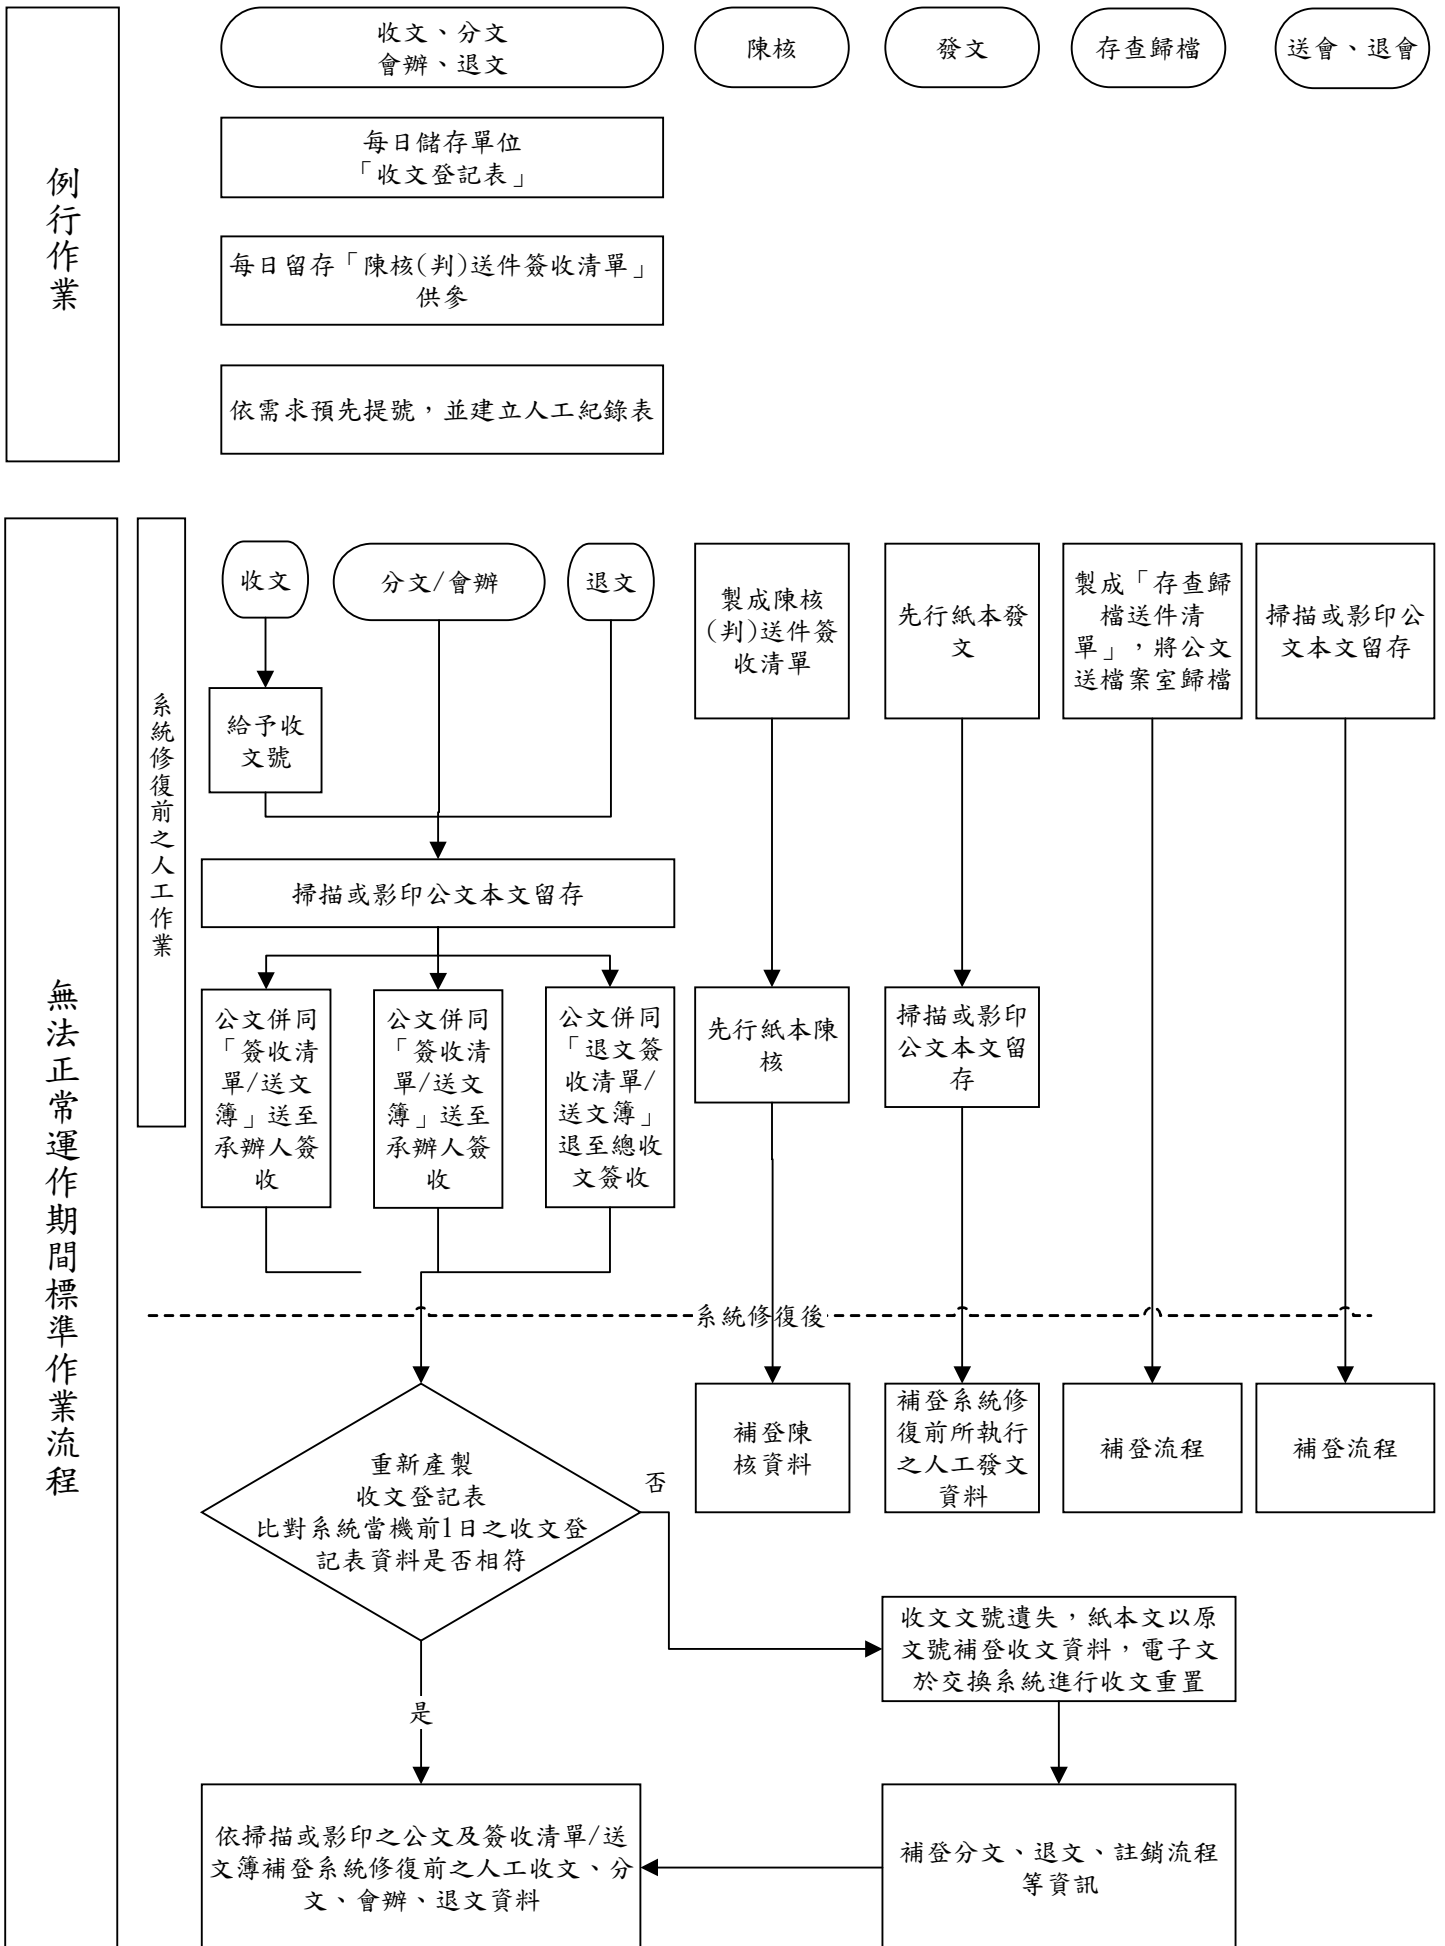 例行作業
收文、分文
會辦、退文
陳核
發文
存查歸檔
送會、退會
每日儲存單位
「收文登記表」
每日留存「陳核(判)送件簽收清單」
供參
依需求預先提號，並建立人工紀錄表
無法正常運作期間標準作業流程
系統修復前之人工作業
收文
分文/會辦
退文
給予收
文號
掃描或影印公文本文留存
公文併同
「簽收清
單/送文
簿」送至
承辦人簽
收
公文併同
「簽收清
單/送文
簿」送至
承辦人簽
收
公文併同
「退文簽
收清單/
送文簿」
退至總收
文簽收
製成陳核
(判)送件簽
收清單
先行紙本陳
核
先行紙本發
文
掃描或影印
公文本文留
存
製成「存查歸
檔送件清
單」，將公文
送檔案室歸檔
掃描或影印公
文本文留存
系統修復後
重新產製
收文登記表
比對系統當機前1日之收文登
記表資料是否相符
否
是
補登陳
核資料
補登系統修
復前所執行
之人工發文
資料
補登流程
補登流程
收文文號遺失，紙本文以原
文號補登收文資料，電子文
於交換系統進行收文重置
補登分文、退文、註銷流程
等資訊
依掃描或影印之公文及簽收清單/送
文簿補登系統修復前之人工收文、分
文、會辦、退文資料